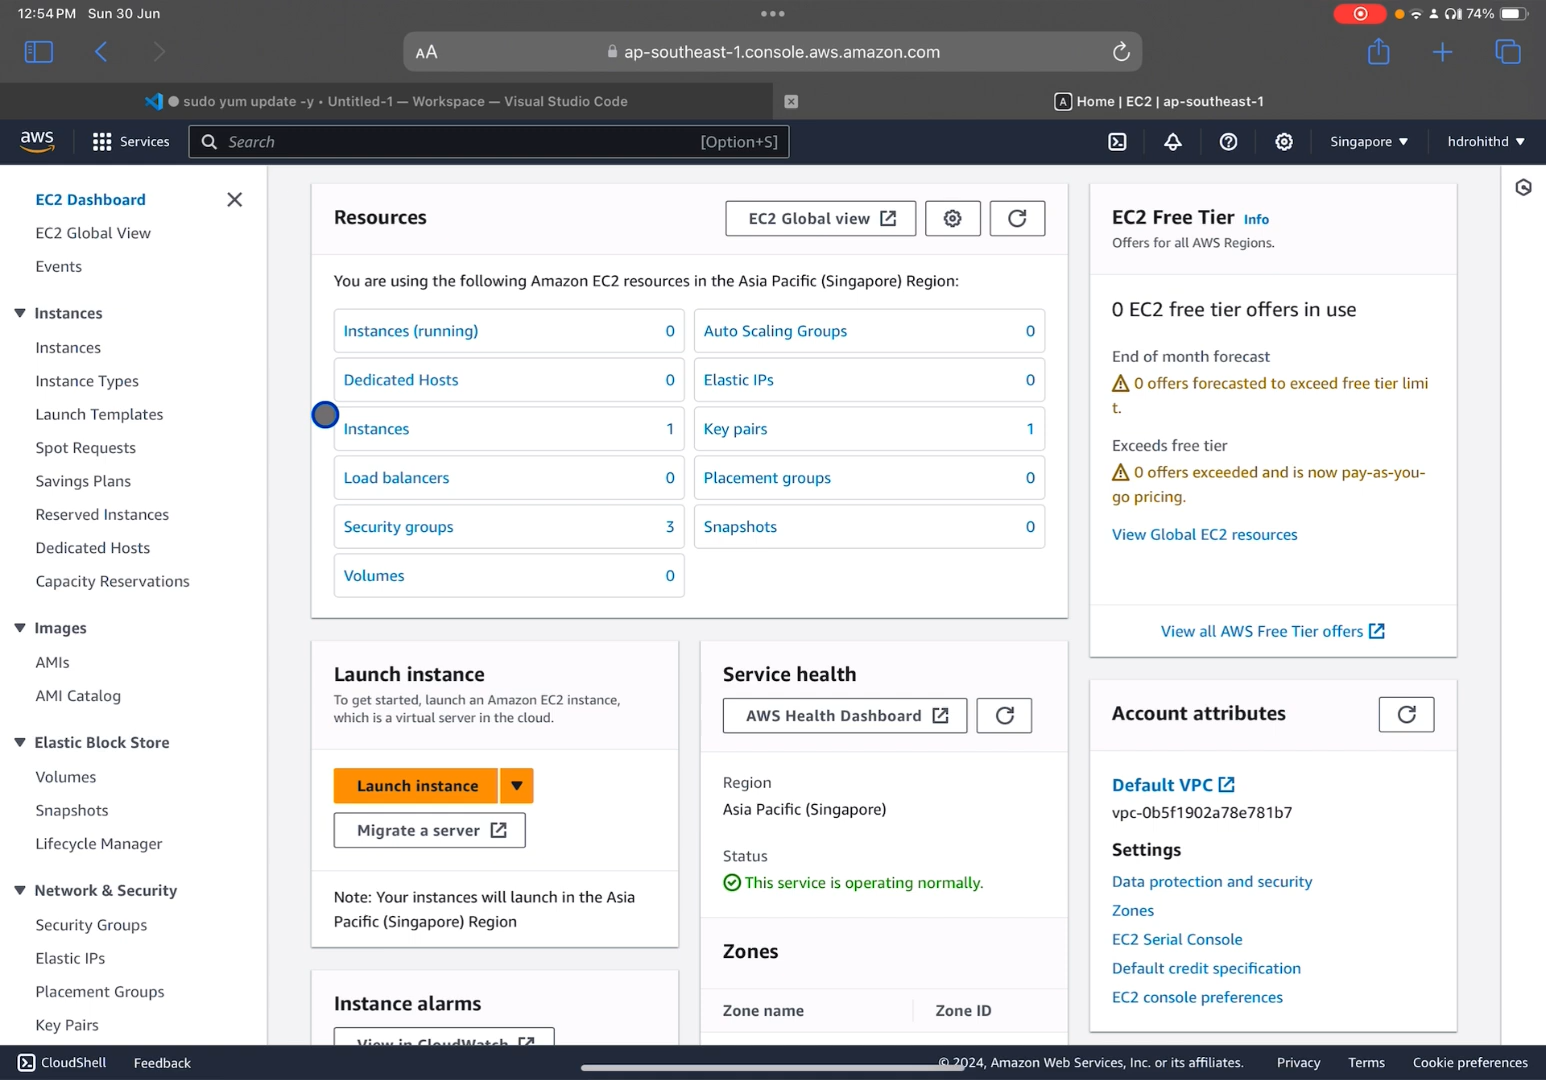 12:54 PM Sun 30 Jun
74%
AA
ap-southeast-1.console.aws.amazon.com
sudo yum update -y • Untitled-1 — Workspace — Visual Studio Code
A Home | EC2 | ap-southeast-1
aws
Services
Search
[Option+S]
Singapore
hdrohithd
EC2 Dashboard
EC2 Global View
Events
Instances
Instances
Instance Types
Launch Templates
Spot Requests
Savings Plans
Reserved Instances
Dedicated Hosts
Capacity Reservations
Images
AMIs
AMI Catalog
Elastic Block Store
Volumes
Snapshots
Lifecycle Manager
Network & Security
Security Groups
Elastic IPs
Placement Groups
Key Pairs
Resources
EC2 Global view
You are using the following Amazon EC2 resources in the Asia Pacific (Singapore) Region:
Instances (running) 0
Auto Scaling Groups 0
Dedicated Hosts 0
Elastic IPs 0
Instances 1
Key pairs 1
Load balancers 0
Placement groups 0
Security groups 3
Snapshots 0
Volumes 0
Launch instance
To get started, launch an Amazon EC2 instance,
which is a virtual server in the cloud.
Launch instance
Migrate a server
Note: Your instances will launch in the Asia
Pacific (Singapore) Region
Instance alarms
View in CloudWatch
Service health
AWS Health Dashboard
Region
Asia Pacific (Singapore)
Status
This service is operating normally.
Zones
Zone name
Zone ID
EC2 Free Tier Info
Offers for all AWS Regions.
0 EC2 free tier offers in use
End of month forecast
0 offers forecasted to exceed free tier limi
t.
Exceeds free tier
0 offers exceeded and is now pay-as-you-
go pricing.
View Global EC2 resources
View all AWS Free Tier offers
Account attributes
Default VPC
vpc-0b5f1902a78e781b7
Settings
Data protection and security
Zones
EC2 Serial Console
Default credit specification
EC2 console preferences
CloudShell
Feedback
© 2024, Amazon Web Services, Inc. or its affiliates.
Privacy
Terms
Cookie preferences